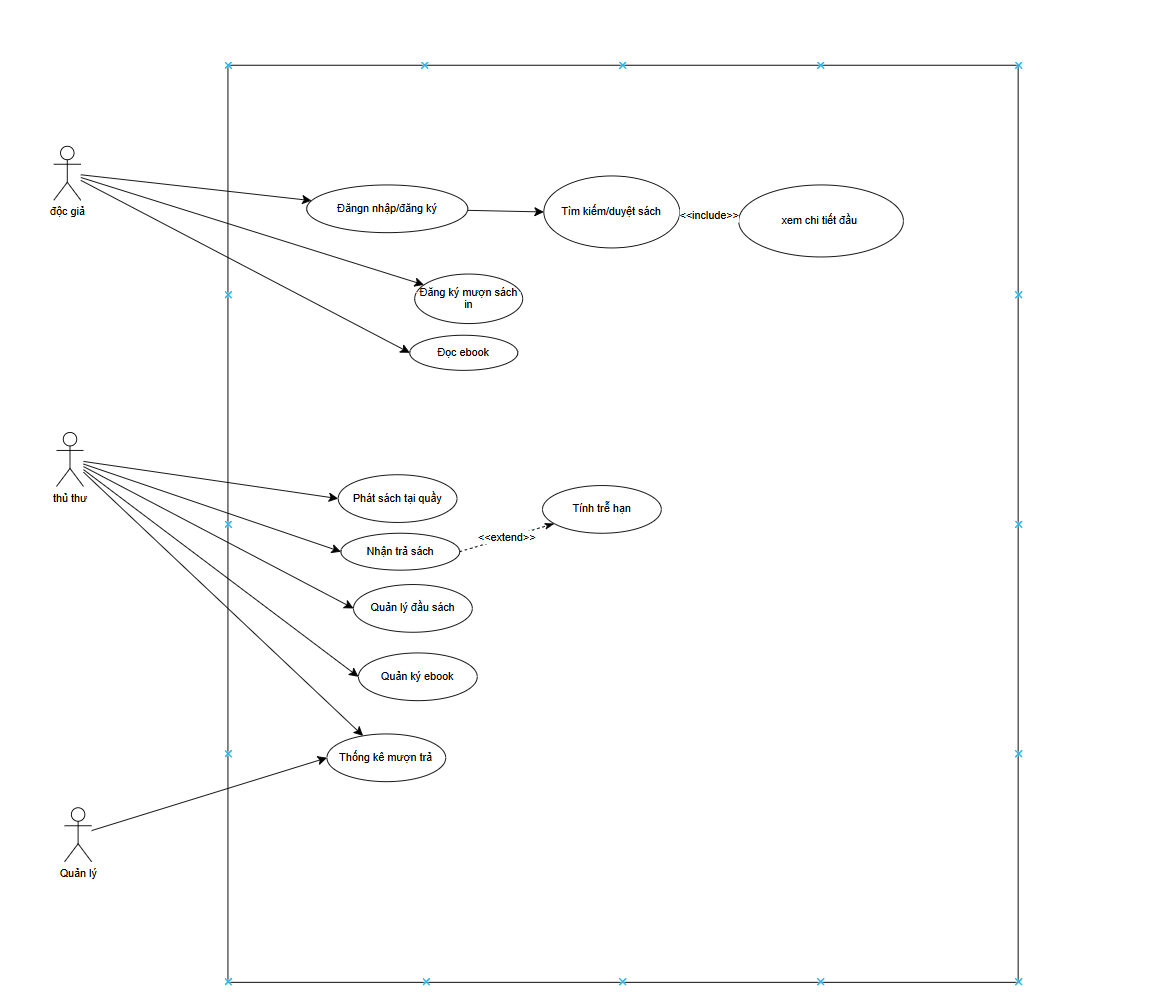 độc giả
Đăngn nhập/đăng ký
Tìm kiếm/duyệt sách
<<include>>
xem chi tiết đầu
Đăng ký mượn sách
in
Đọc ebook
thủ thư
Phát sách tại quầy
Tính trễ hạn
<<extend>>
Nhận trả sách
Quản lý đầu sách
Quản ký ebook
Thống kê mượn trả
Quản lý